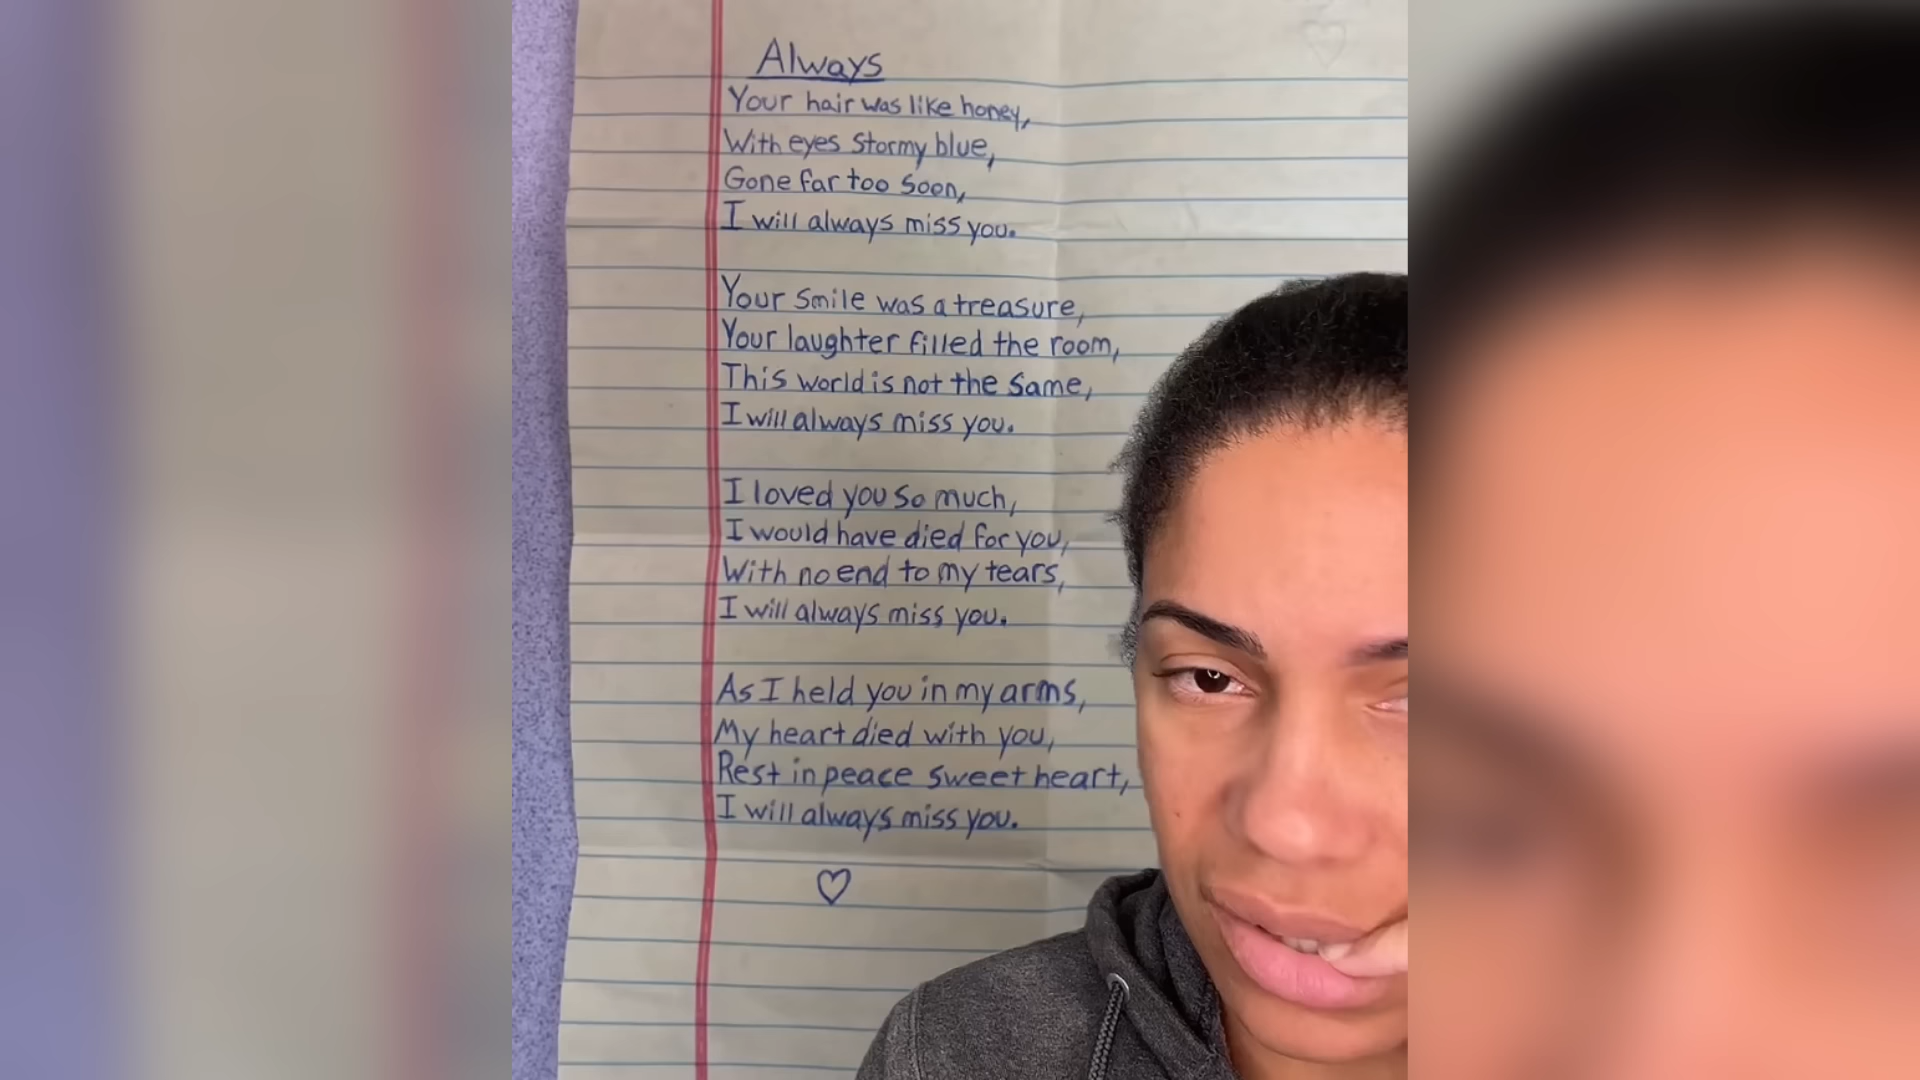 Always
Your hair was like honey,
With eyes stormy blue,
Gone far too soon,
I will always miss you.
Your smile was a treasure,
Your laughter filled the room,
This world is not the same,
I will always miss you.
I loved you so much,
I would have died for you,
With no end to my tears,
I will always miss you.
As I held you in my arms,
My heart died with you,
Rest in peace sweet heart,
I will always miss you.